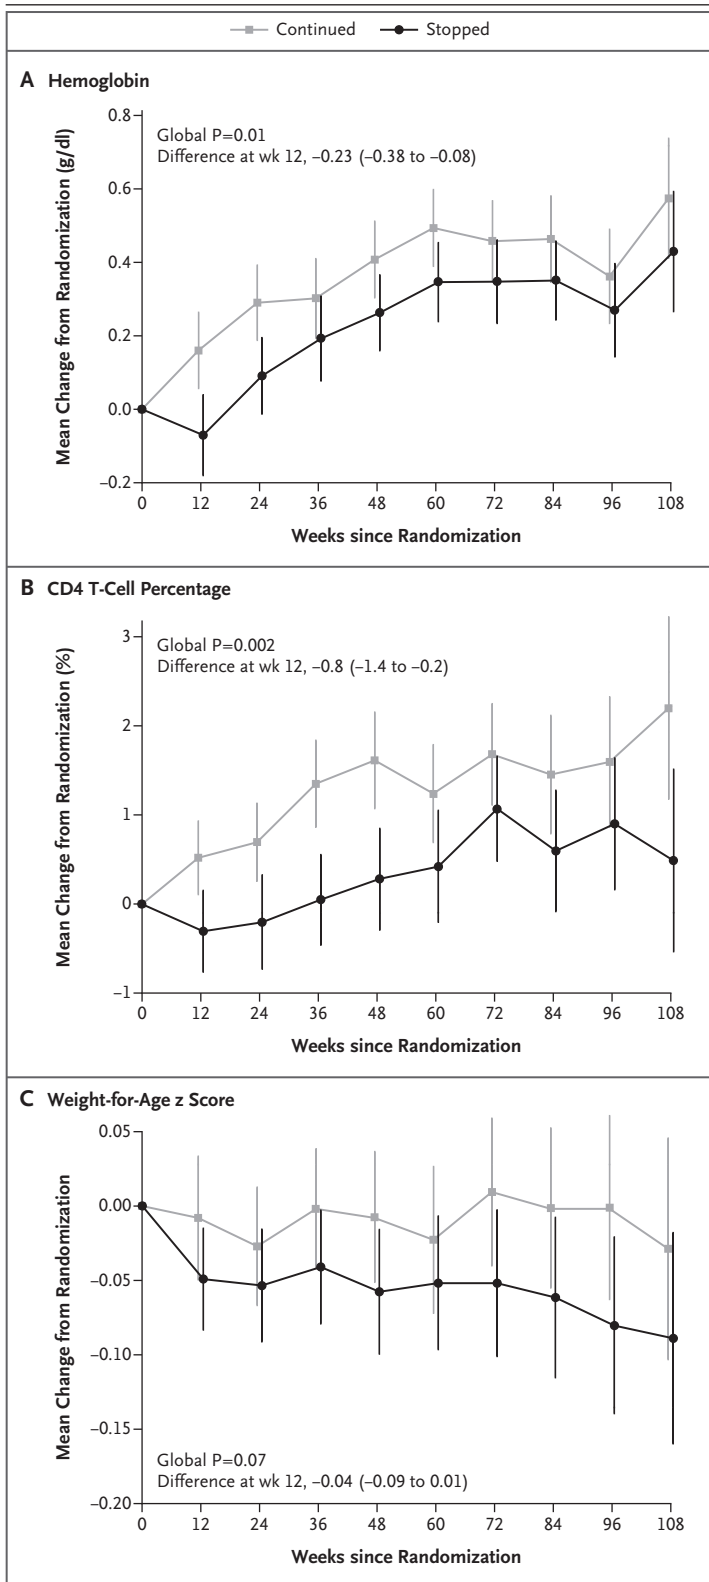 Continued Stopped
A Hemoglobin
Mean Change from Randomization (g/dl)
0.8
0.6
0.4
0.2
0.0
−0.2
Global P=0.01
Difference at wk 12, −0.23 (−0.38 to −0.08)
0 12 24 36 48 60 72 84 96 108
Weeks since Randomization
B CD4 T-Cell Percentage
Mean Change from Randomization (%)
3
2
1
0
−1
Global P=0.002
Difference at wk 12, −0.8 (−1.4 to −0.2)
0 12 24 36 48 60 72 84 96 108
Weeks since Randomization
C Weight-for-Age z Score
Mean Change from Randomization
0.05
0.00
−0.05
−0.10
−0.15
−0.20
Global P=0.07
Difference at wk 12, −0.04 (−0.09 to 0.01)
0 12 24 36 48 60 72 84 96 108
Weeks since Randomization